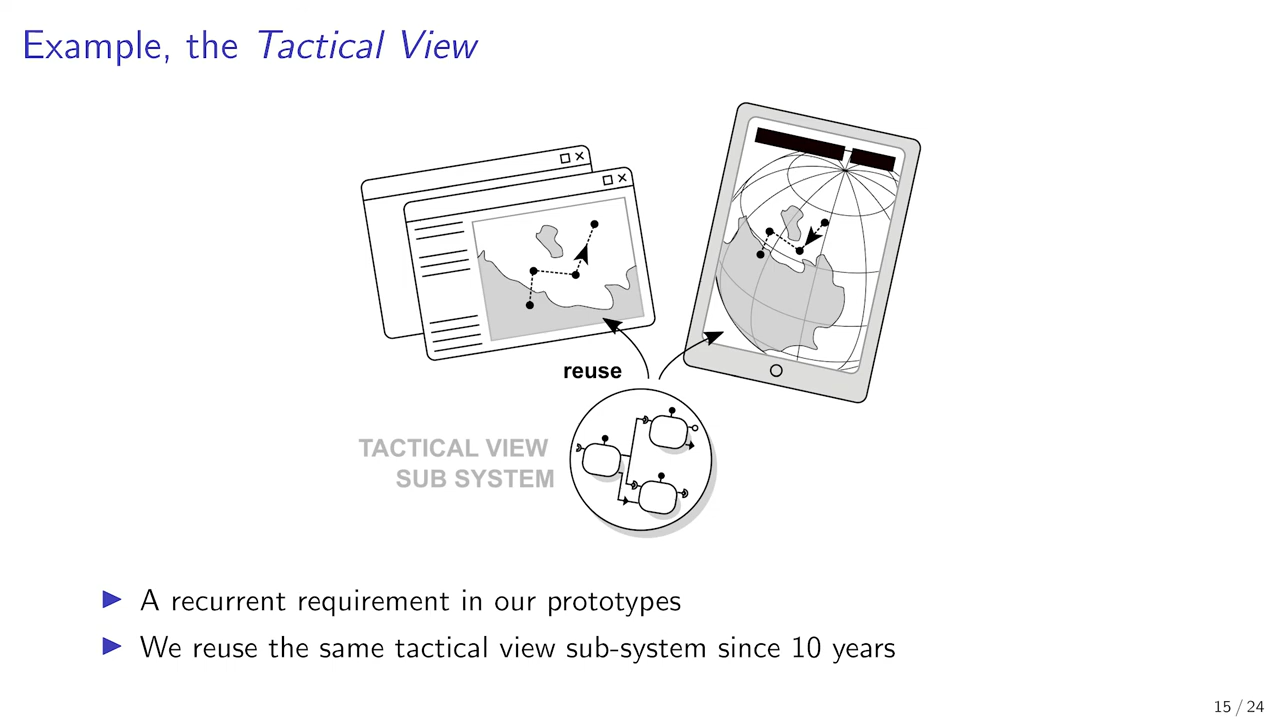 Example, the Tactical View
reuse
TACTICAL VIEW
SUB SYSTEM
A recurrent requirement in our prototypes
We reuse the same tactical view sub-system since 10 years
15 / 24